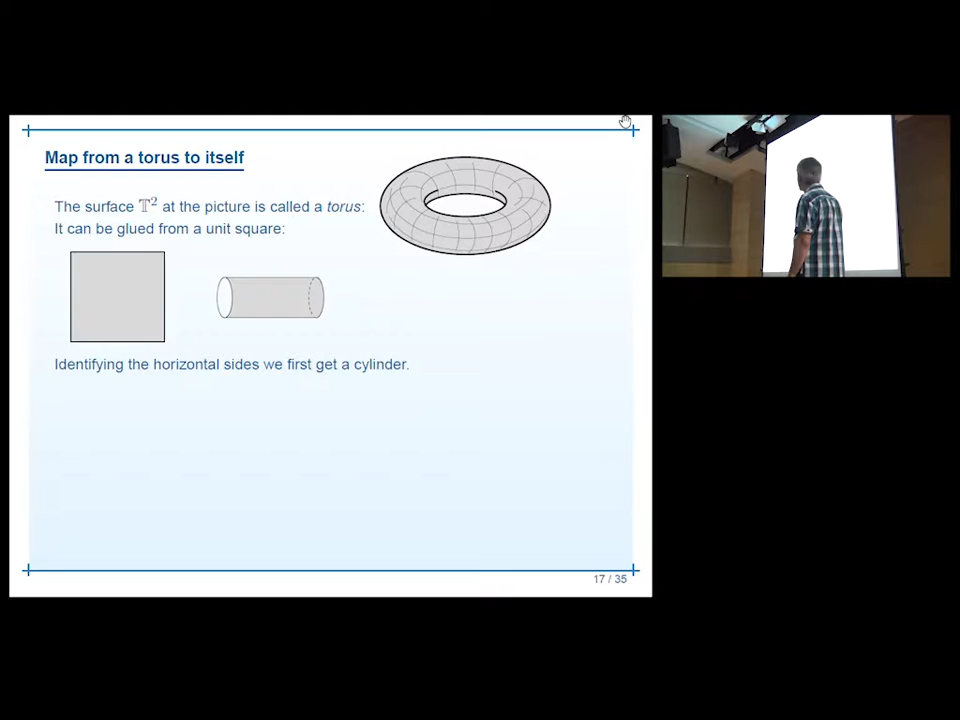 Map from a torus to itself
The surface 𝕋² at the picture is called a torus:
It can be glued from a unit square:
Identifying the horizontal sides we first get a cylinder.
17 / 35